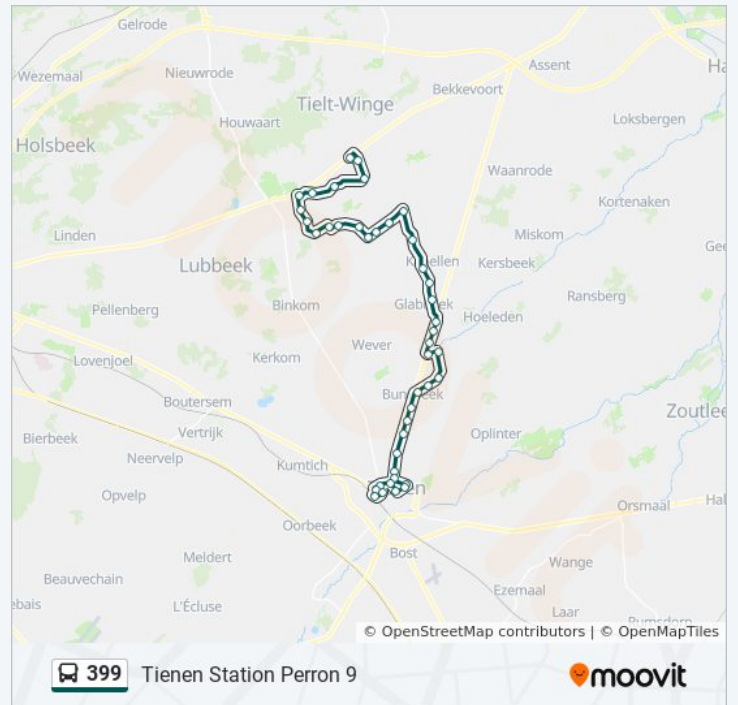 Gelrode
Assent
Wezemaal
Nieuwrode
Bekkevoort
Tielt-Winge
Houwaart
Loksbergen
Holsbeek
Waanrode
Kortenaken
Linden
Miskom
Lubbeek
Kersbeek
Ransberg
Binkom
Pellenberg
Hoeleden
Wever
Kerkom
Lovenjoel
Boutersem
Zoutlee
Vertrijk
Oplinter
Bierbeek
Neervelp
Kumtich
Opvelp
Orsmaal
Oorbeek
Bost
Meldert
Wange
Beauvechain
Ezemaal
L'Écluse
Laar
© OpenStreetMap contributors | © OpenMapTiles
399 Tienen Station Perron 9
moovit